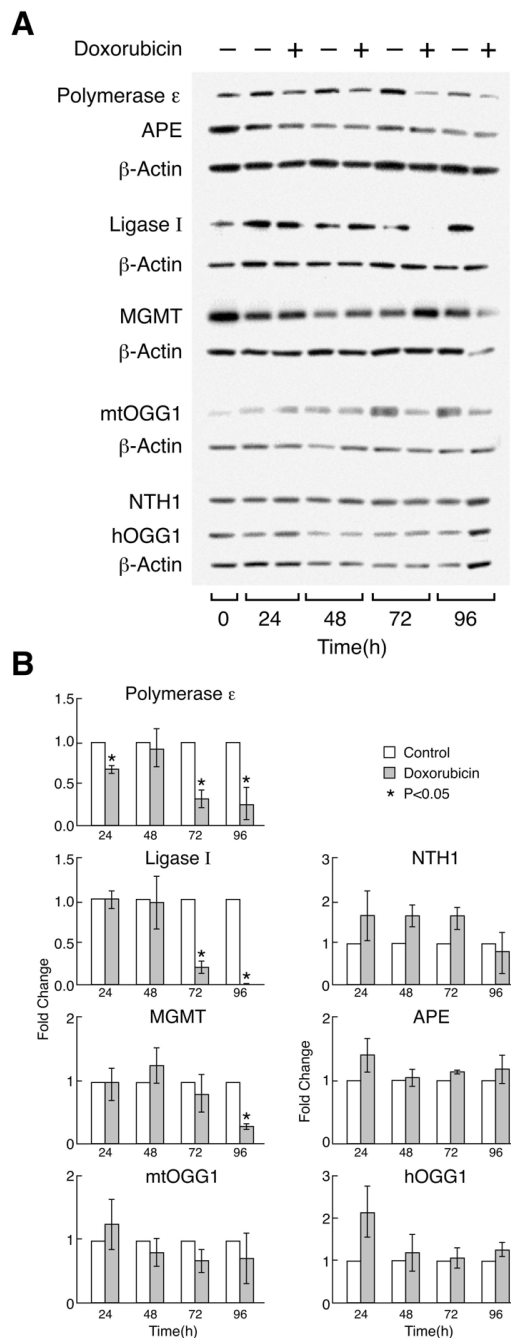 A
Doxorubicin − − + − + − + − +
Polymerase ε
APE
β-Actin
Ligase I
β-Actin
MGMT
β-Actin
mtOGG1
β-Actin
NTH1
hOGG1
β-Actin
0 24 48 72 96
Time(h)
B
Polymerase ε
1.5
1.0
0.5
0.0
* * *
24 48 72 96
Control
Doxorubicin
* P<0.05
Ligase I
1.5
1.0
0.5
0.0
* *
24 48 72 96
NTH1
3
2
1
0
24 48 72 96
Fold Change
MGMT
2
1
0
*
24 48 72 96
Fold Change
APE
2
1
0
24 48 72 96
mtOGG1
2
1
0
24 48 72 96
Time(h)
hOGG1
3
2
1
0
24 48 72 96
Time(h)